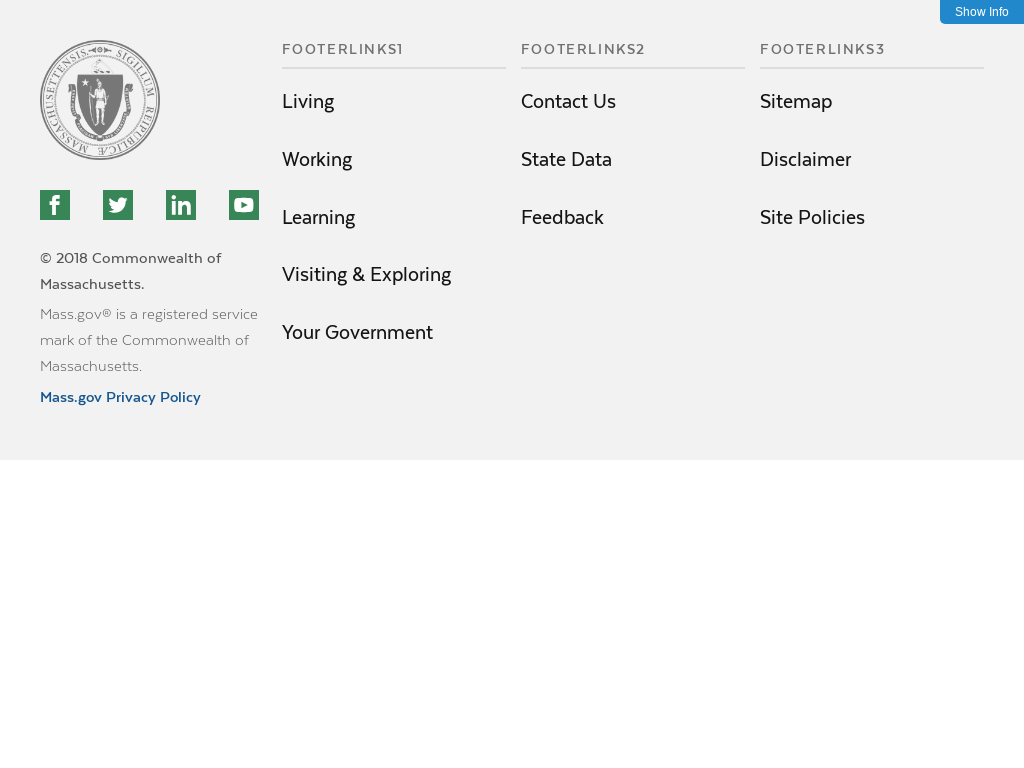 Show Info
MASSACHUSETTENSIS. SIGILLUM REIPUBLICÆ
© 2018 Commonwealth of
Massachusetts.
Mass.gov® is a registered service
mark of the Commonwealth of
Massachusetts.
Mass.gov Privacy Policy
FOOTERLINKS1
Living
Working
Learning
Visiting & Exploring
Your Government
FOOTERLINKS2
Contact Us
State Data
Feedback
FOOTERLINKS3
Sitemap
Disclaimer
Site Policies